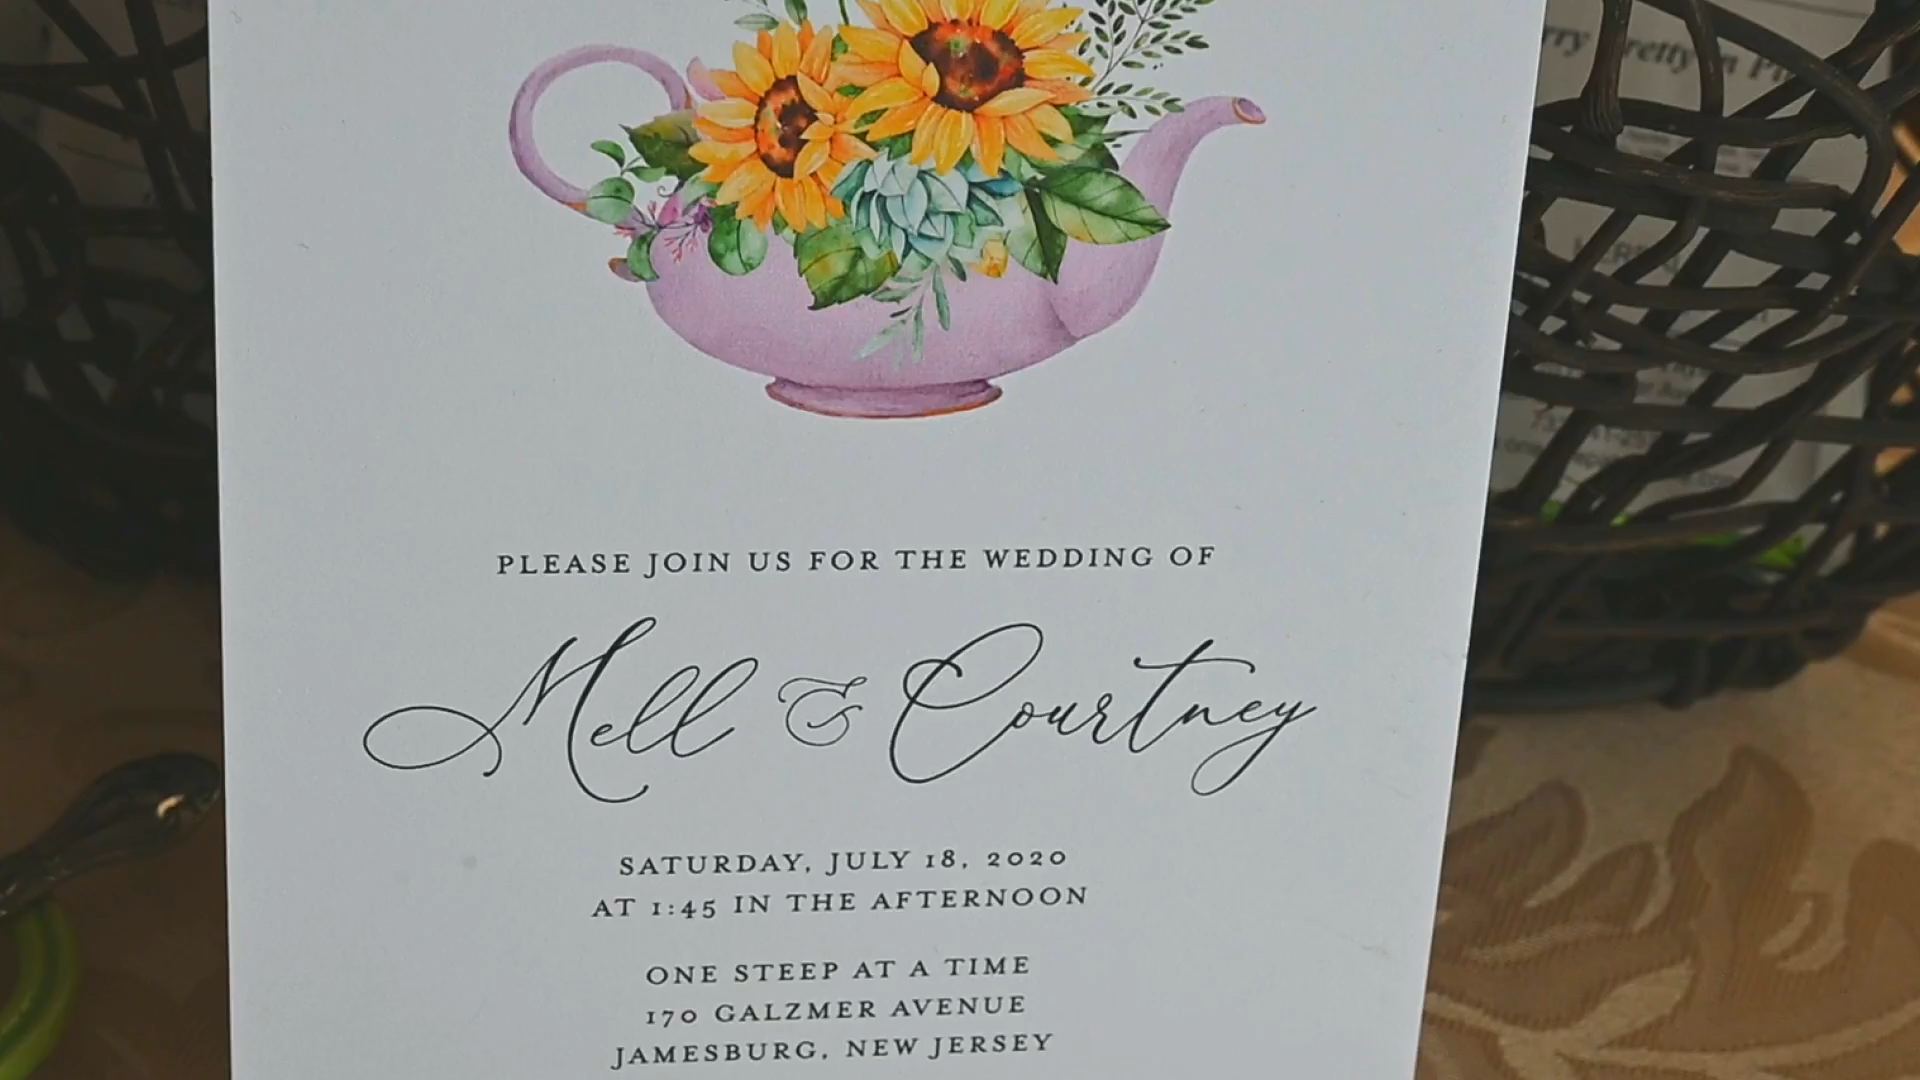 PLEASE JOIN US FOR THE WEDDING OF
Mell & Courtney
SATURDAY, JULY 18, 2020
AT 1:45 IN THE AFTERNOON
ONE STEEP AT A TIME
170 GALZMER AVENUE
JAMESBURG, NEW JERSEY